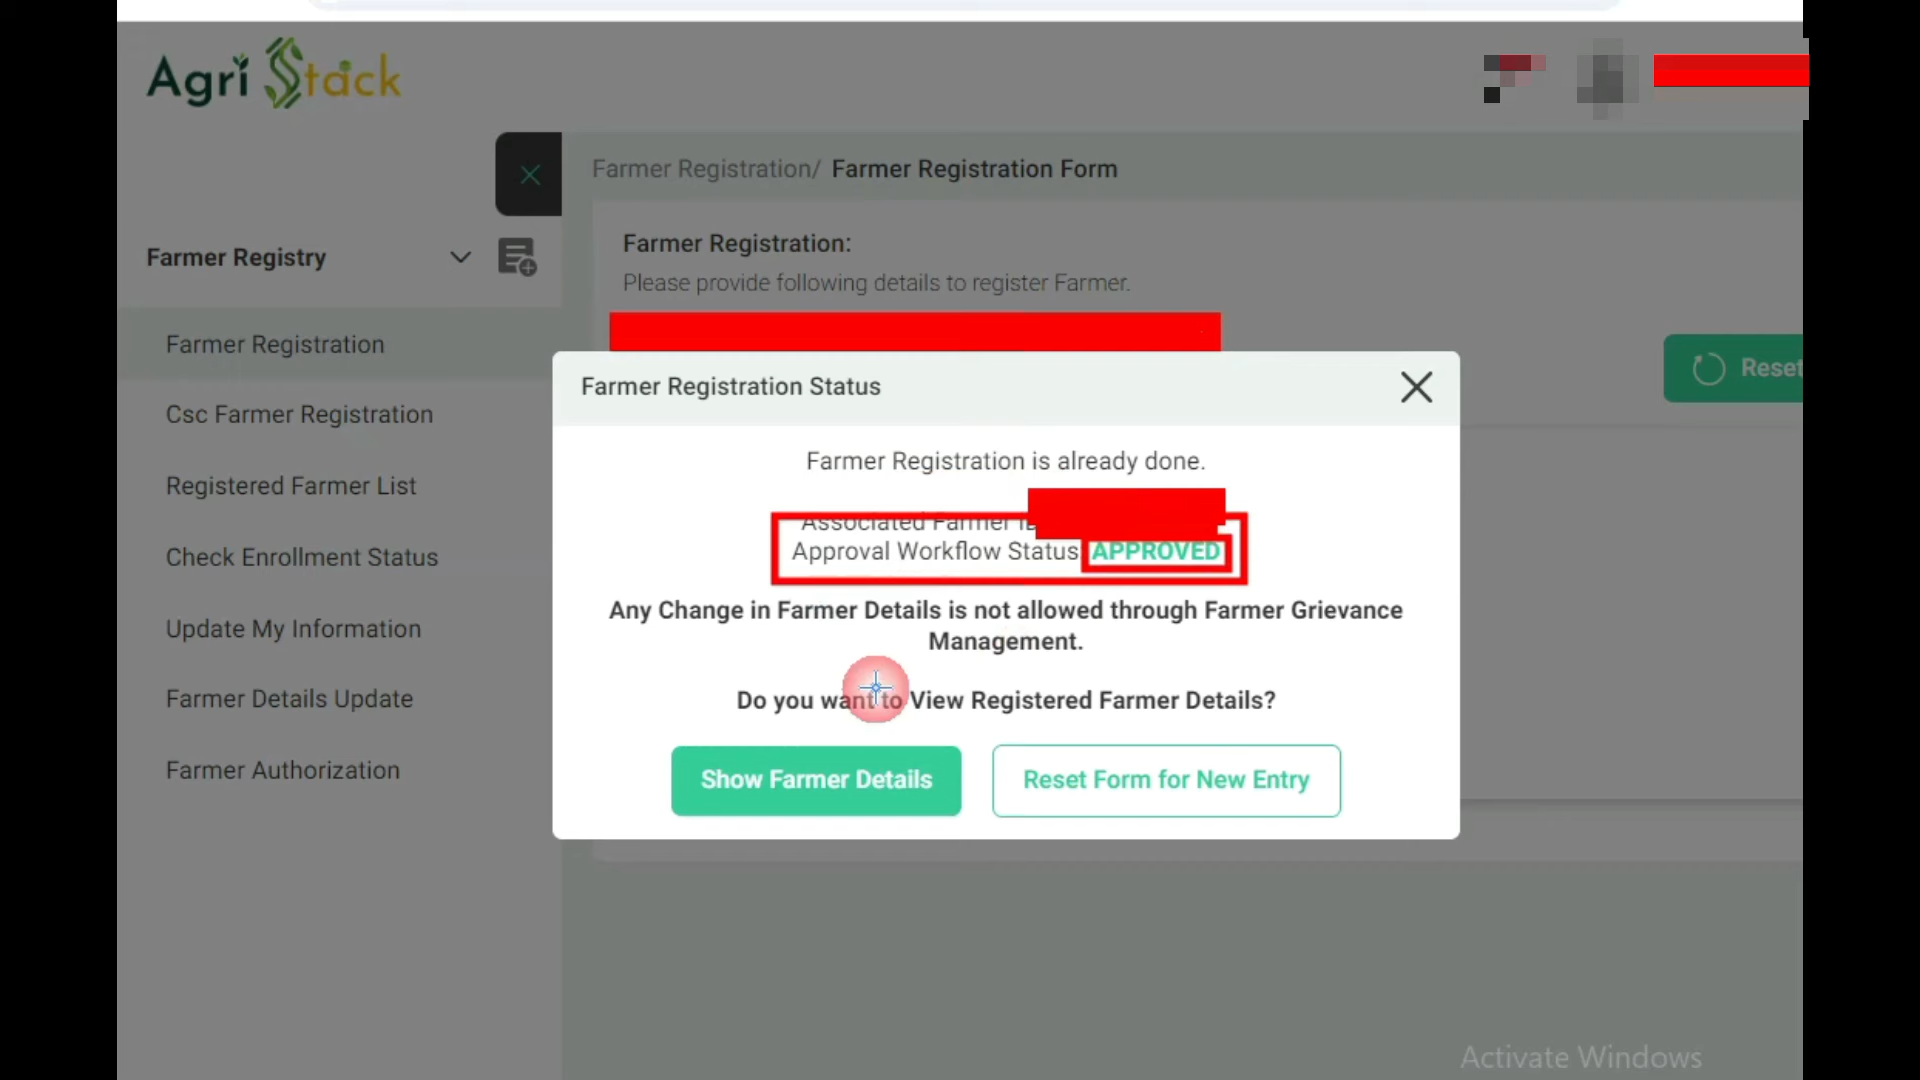 Agri Stack
Farmer Registration/ Farmer Registration Form
Farmer Registry
Farmer Registration:
Please provide following details to register Farmer.
Farmer Registration
Csc Farmer Registration
Registered Farmer List
Check Enrollment Status
Update My Information
Farmer Details Update
Farmer Authorization
Reset
Farmer Registration Status
Farmer Registration is already done.
Associated Farmer
Approval Workflow Status APPROVED
Any Change in Farmer Details is not allowed through Farmer Grievance
Management.
Do you want to View Registered Farmer Details?
Show Farmer Details
Reset Form for New Entry
Activate Windows